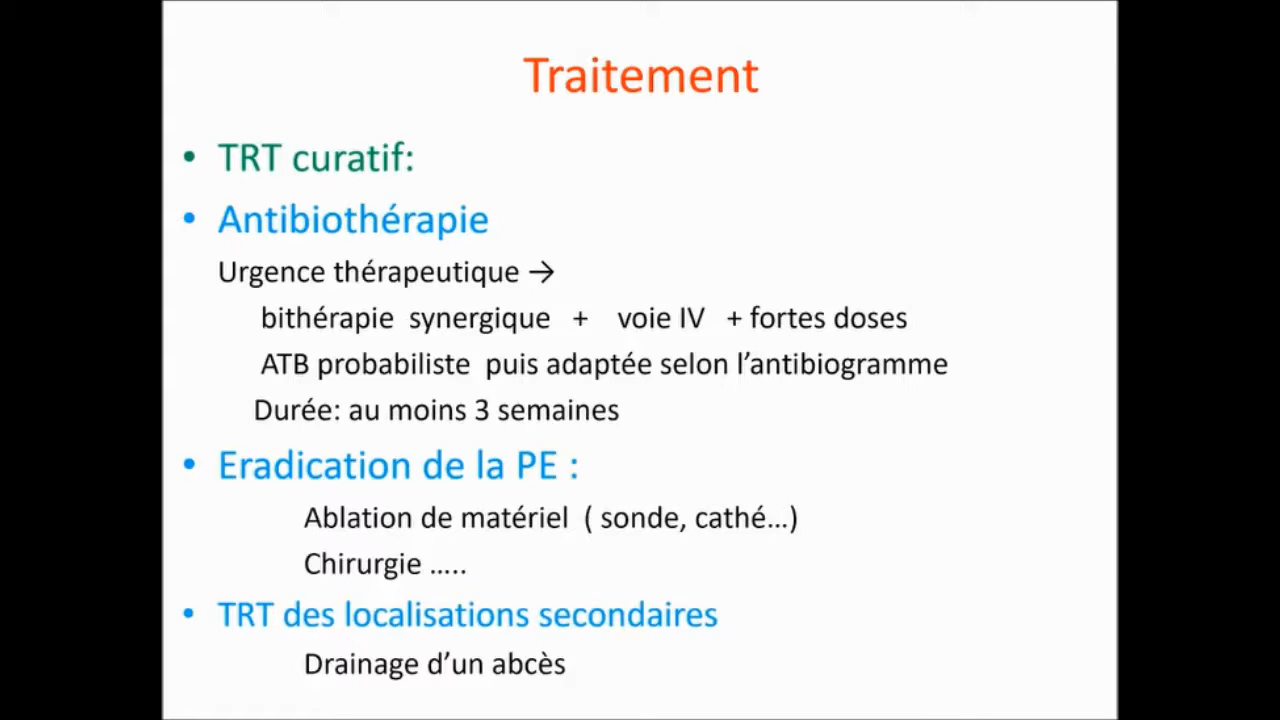 Traitement
• TRT curatif:
• Antibiothérapie
Urgence thérapeutique →
bithérapie synergique + voie IV + fortes doses
ATB probabiliste puis adaptée selon l’antibiogramme
Durée: au moins 3 semaines
• Eradication de la PE :
Ablation de matériel ( sonde, cathé…)
Chirurgie …..
• TRT des localisations secondaires
Drainage d’un abcès